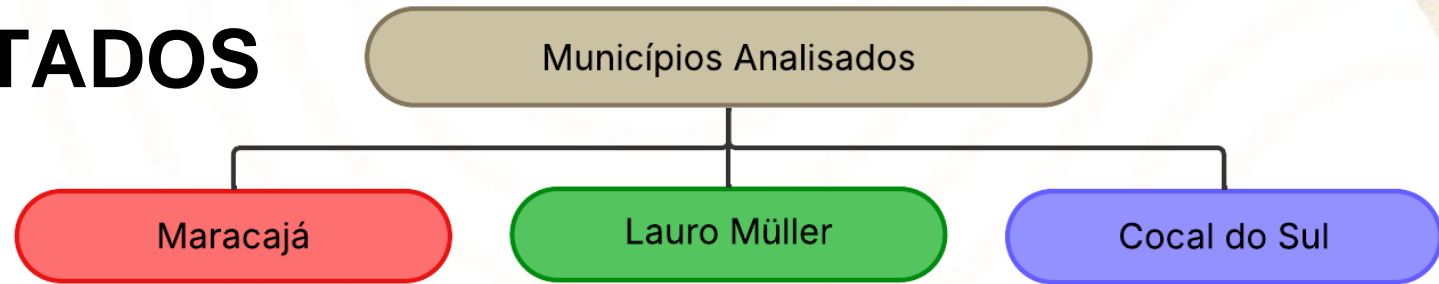 TADOS
Municípios Analisados
Maracajá
Lauro Müller
Cocal do Sul